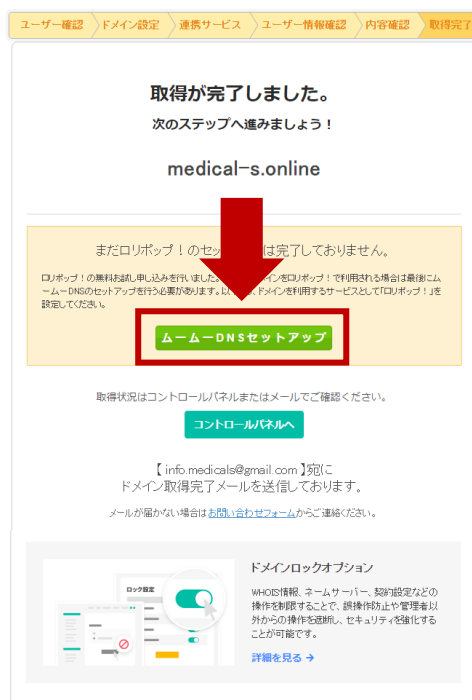 ユーザー確認 ドメイン設定 連携サービス ユーザー情報確認 内容確認 取得完了
取得が完了しました。
次のステップへ進みましょう！
medical-s.online
まだロリポップ！のセッ は完了しておりません。
ロリポップ！の無料お試し申し込みを行いました。 インをロリポップ！で利用される場合は最後にム
ームーDNSのセットアップを行う必要があります。以 、ドメインを利用するサービスとして「ロリポップ！」を
設定してください。
ムームーDNSセットアップ
取得状況はコントロールパネルまたはメールでご確認ください。
コントロールパネルへ
【 info.medicals@gmail.com 】宛に
ドメイン取得完了メールを送信しております。
メールが届かない場合はお問い合わせフォームからご連絡ください。
ロック設定
ドメインロックオプション
WHOIS情報、ネームサーバー、契約設定などの
操作を制限することで、誤操作防止や管理者以
外からの操作を遮断し、セキュリティを強化する
ことが可能です。
詳細を見る →